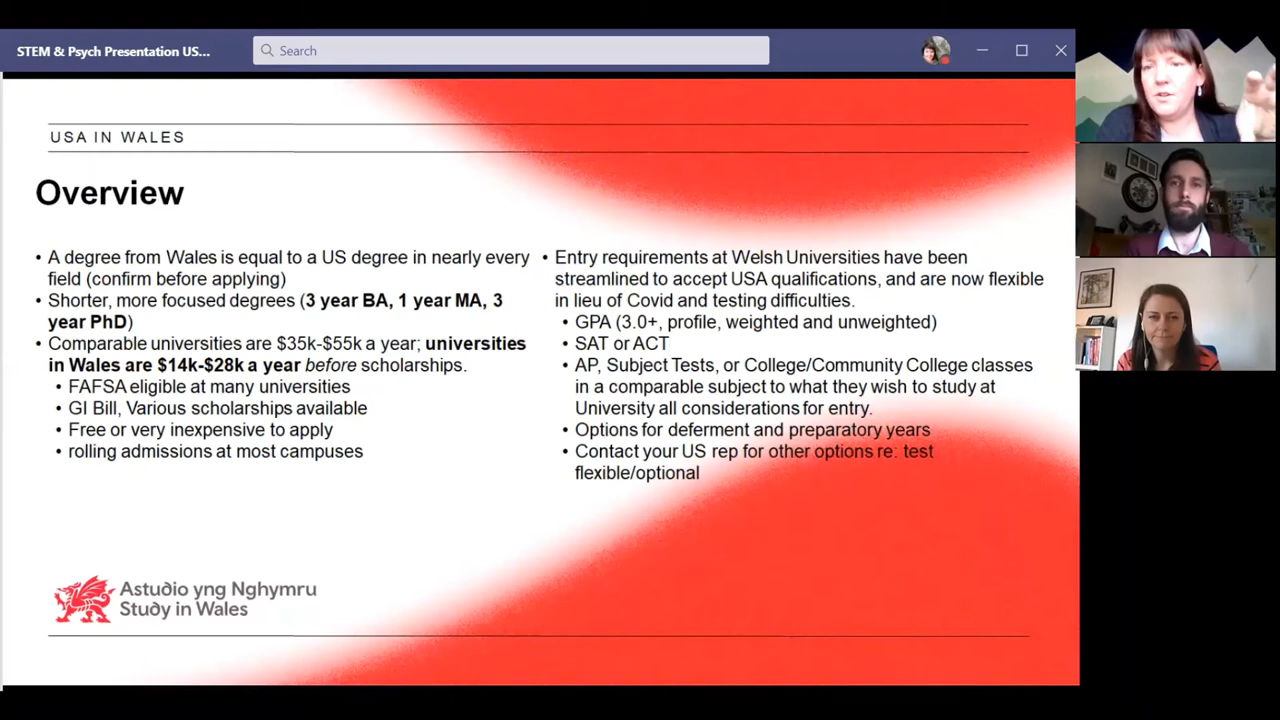 STEM & Psych Presentation US...
Search
USA IN WALES
Overview
• A degree from Wales is equal to a US degree in nearly every
field (confirm before applying)
• Shorter, more focused degrees (3 year BA, 1 year MA, 3
year PhD)
• Comparable universities are $35k-$55k a year; universities
in Wales are $14k-$28k a year before scholarships.
• FAFSA eligible at many universities
• GI Bill, Various scholarships available
• Free or very inexpensive to apply
• rolling admissions at most campuses
• Entry requirements at Welsh Universities have been
streamlined to accept USA qualifications, and are now flexible
in lieu of Covid and testing difficulties.
• GPA (3.0+, profile, weighted and unweighted)
• SAT or ACT
• AP, Subject Tests, or College/Community College classes
in a comparable subject to what they wish to study at
University all considerations for entry.
• Options for deferment and preparatory years
• Contact your US rep for other options re: test
flexible/optional
Astudio yng Nghymru
Study in Wales